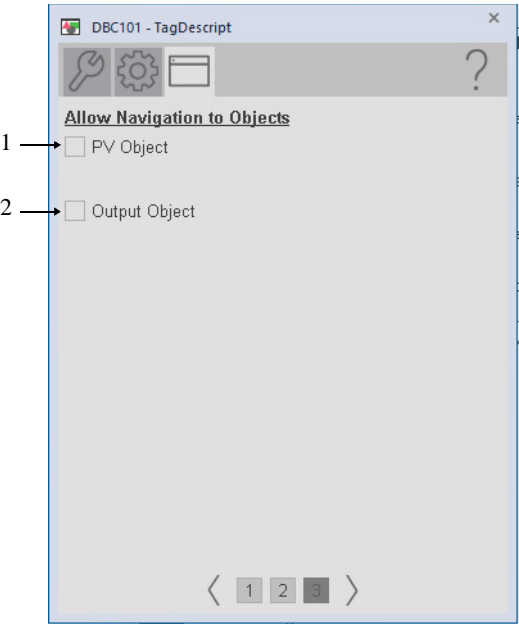 DBC101 - TagDescript
?
Allow Navigation to Objects
1
PV Object
2
Output Object
1 2 3